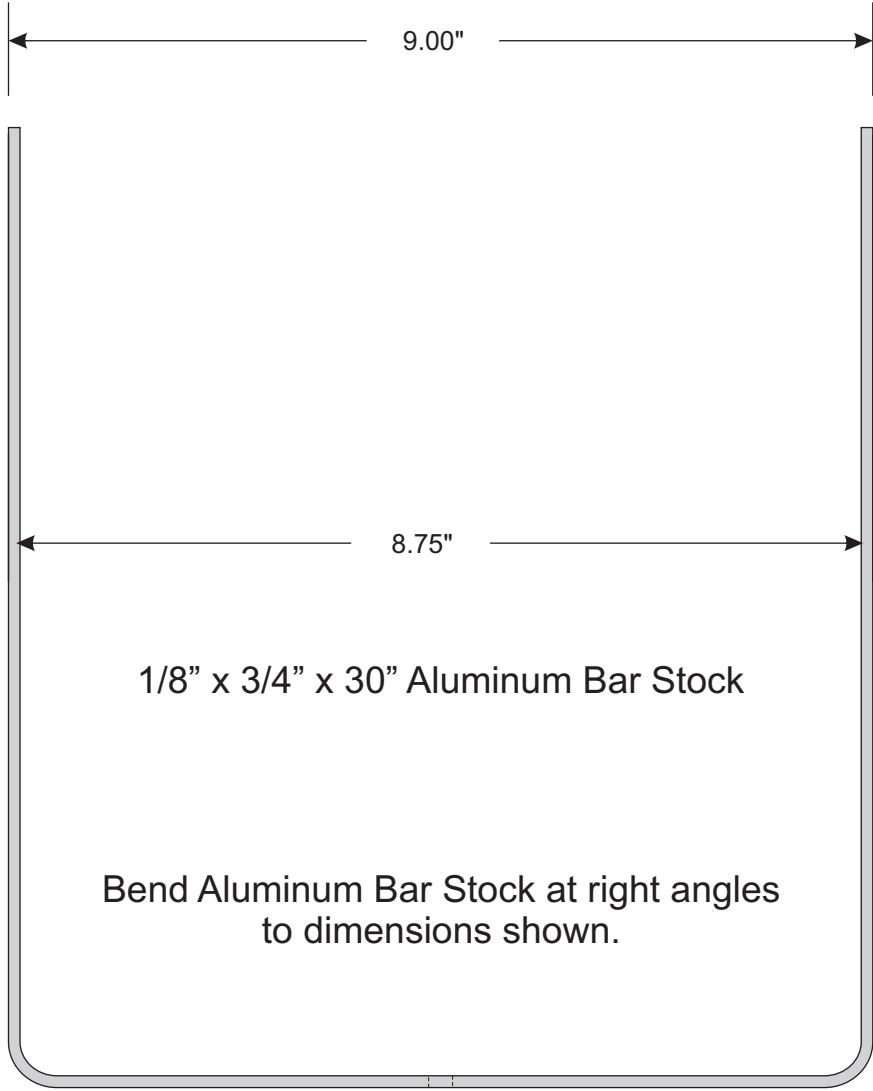 9.00"
8.75"
1/8” x 3/4” x 30” Aluminum Bar Stock
Bend Aluminum Bar Stock at right angles
to dimensions shown.